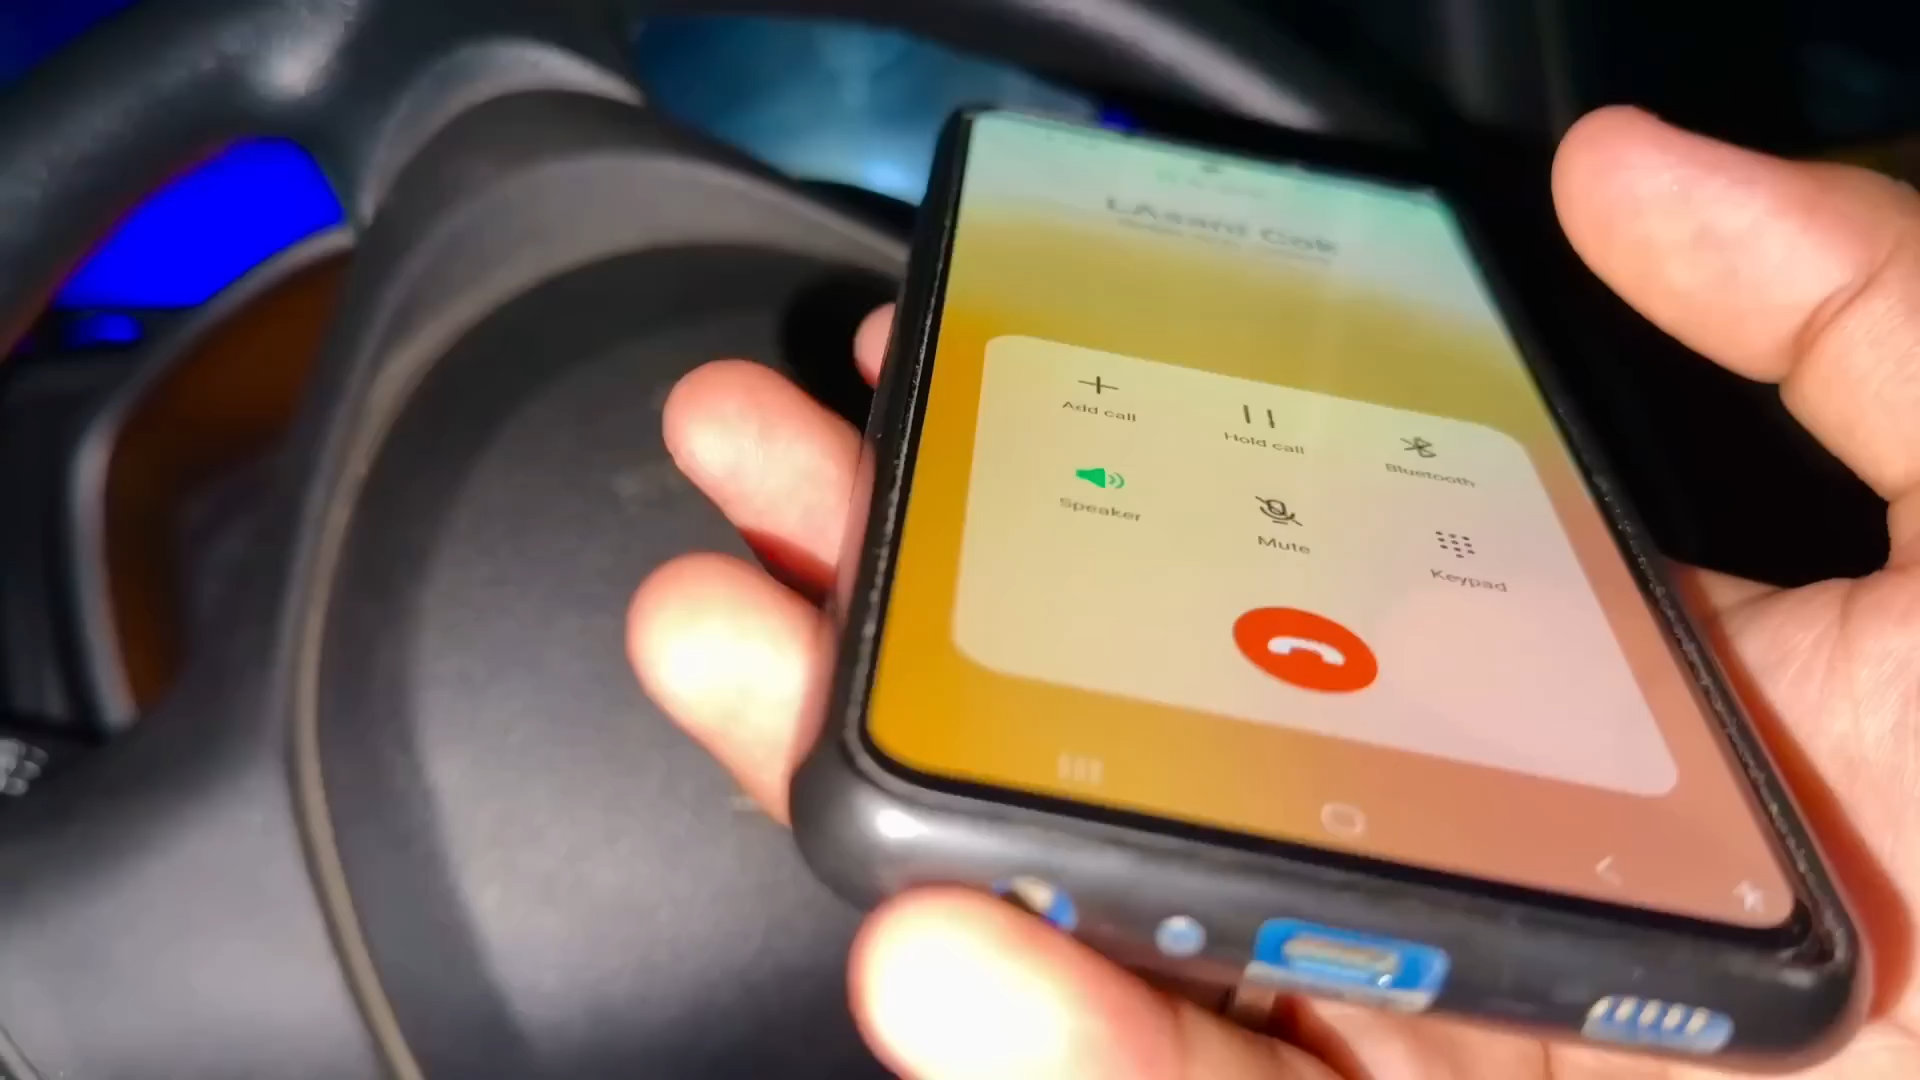 Add call
Hold call
Bluetooth
Speaker
Mute
Keypad